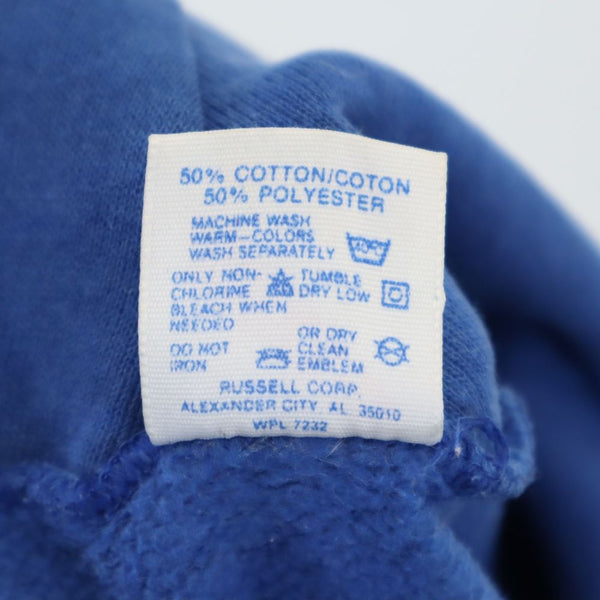 50% COTTON/COTON
50% POLYESTER
MACHINE WASH
WARM-COLORS
WASH SEPARATELY
ONLY NON-
CHLORINE
BLEACH WHEN
NEEDED
TUMBLE
DRY LOW
DO NOT
IRON
OR DRY
CLEAN
EMBLEM
RUSSELL CORP.
ALEXANDER CITY AL 35010
WPL 7232